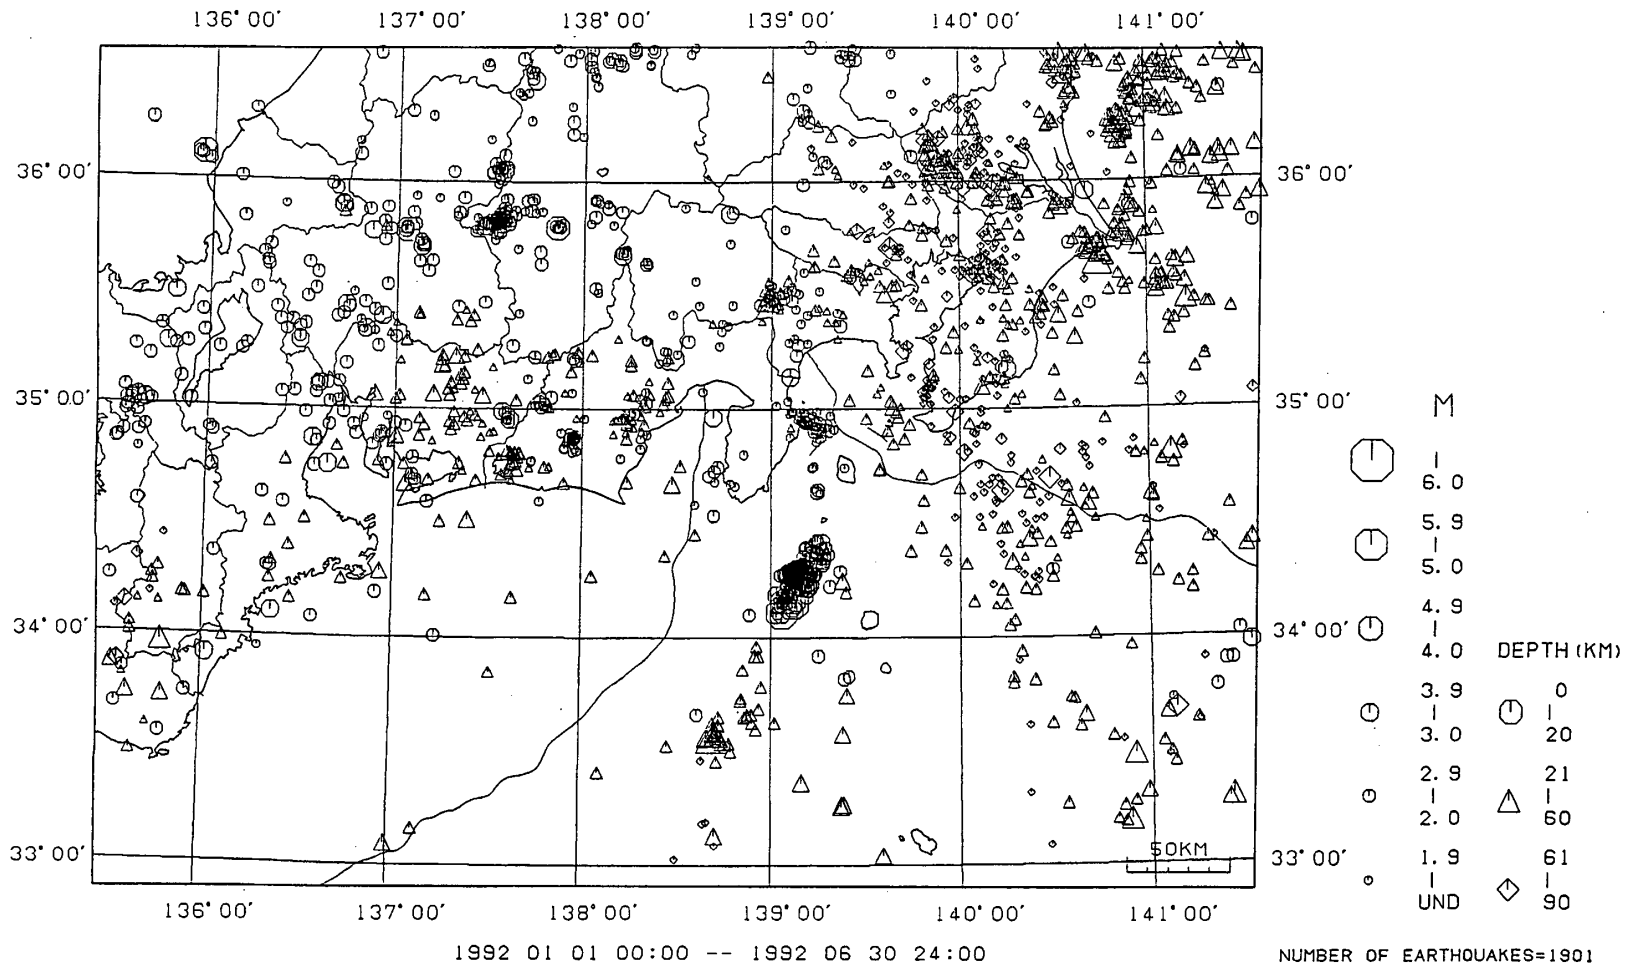 136°00' 137°00' 138°00' 139°00' 140°00' 141°00'
36°00' 36°00'
35°00' 35°00'
34°00' 34°00'
33°00' 33°00'
50KM
136°00' 137°00' 138°00' 139°00' 140°00' 141°00'
1992 01 01 00:00 -- 1992 06 30 24:00
M
6.0
5.9
5.0
4.9
4.0
3.9
3.0
2.9
2.0
1.9
UND
DEPTH(KM)
0
20
21
60
61
90
NUMBER OF EARTHQUAKES=1901